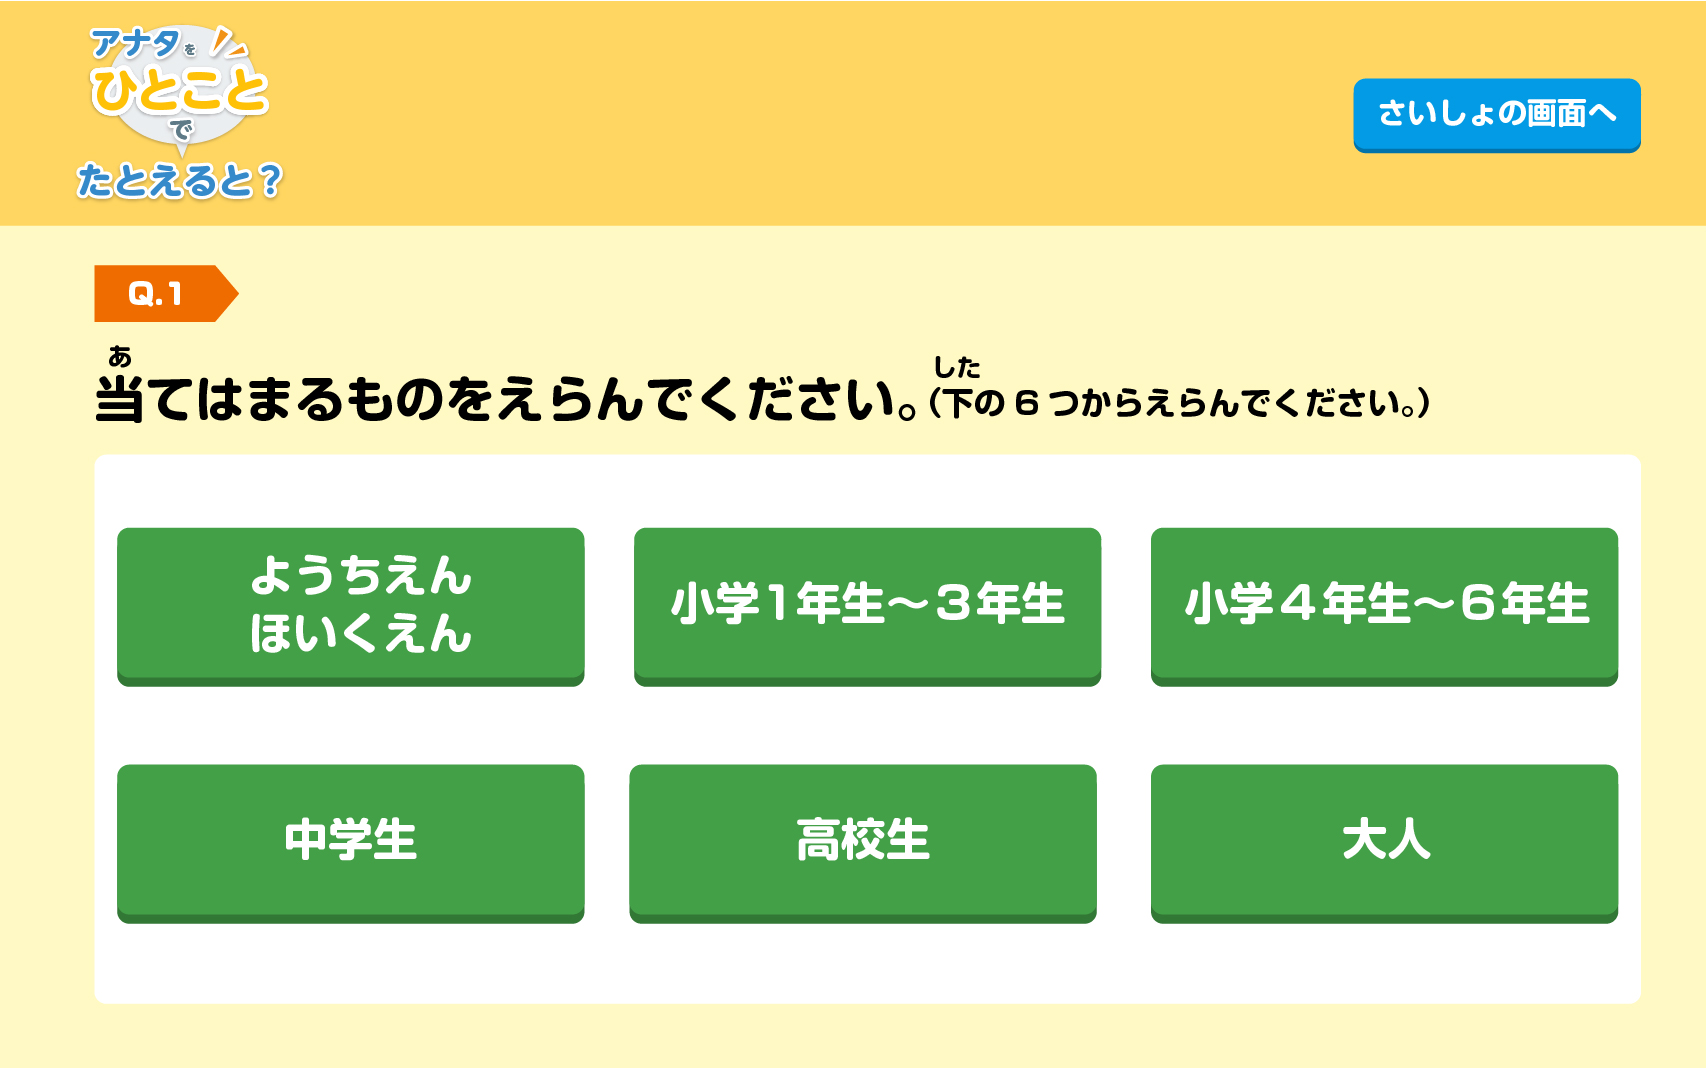 アナタを
ひとこと
で
たとえると？
さいしょの画面へ
Q.1
あ
当てはまるものをえらんでください。
した
（下の6つからえらんでください。）
ようちえん
ほいくえん
小学1年生～3年生
小学4年生～6年生
中学生
高校生
大人